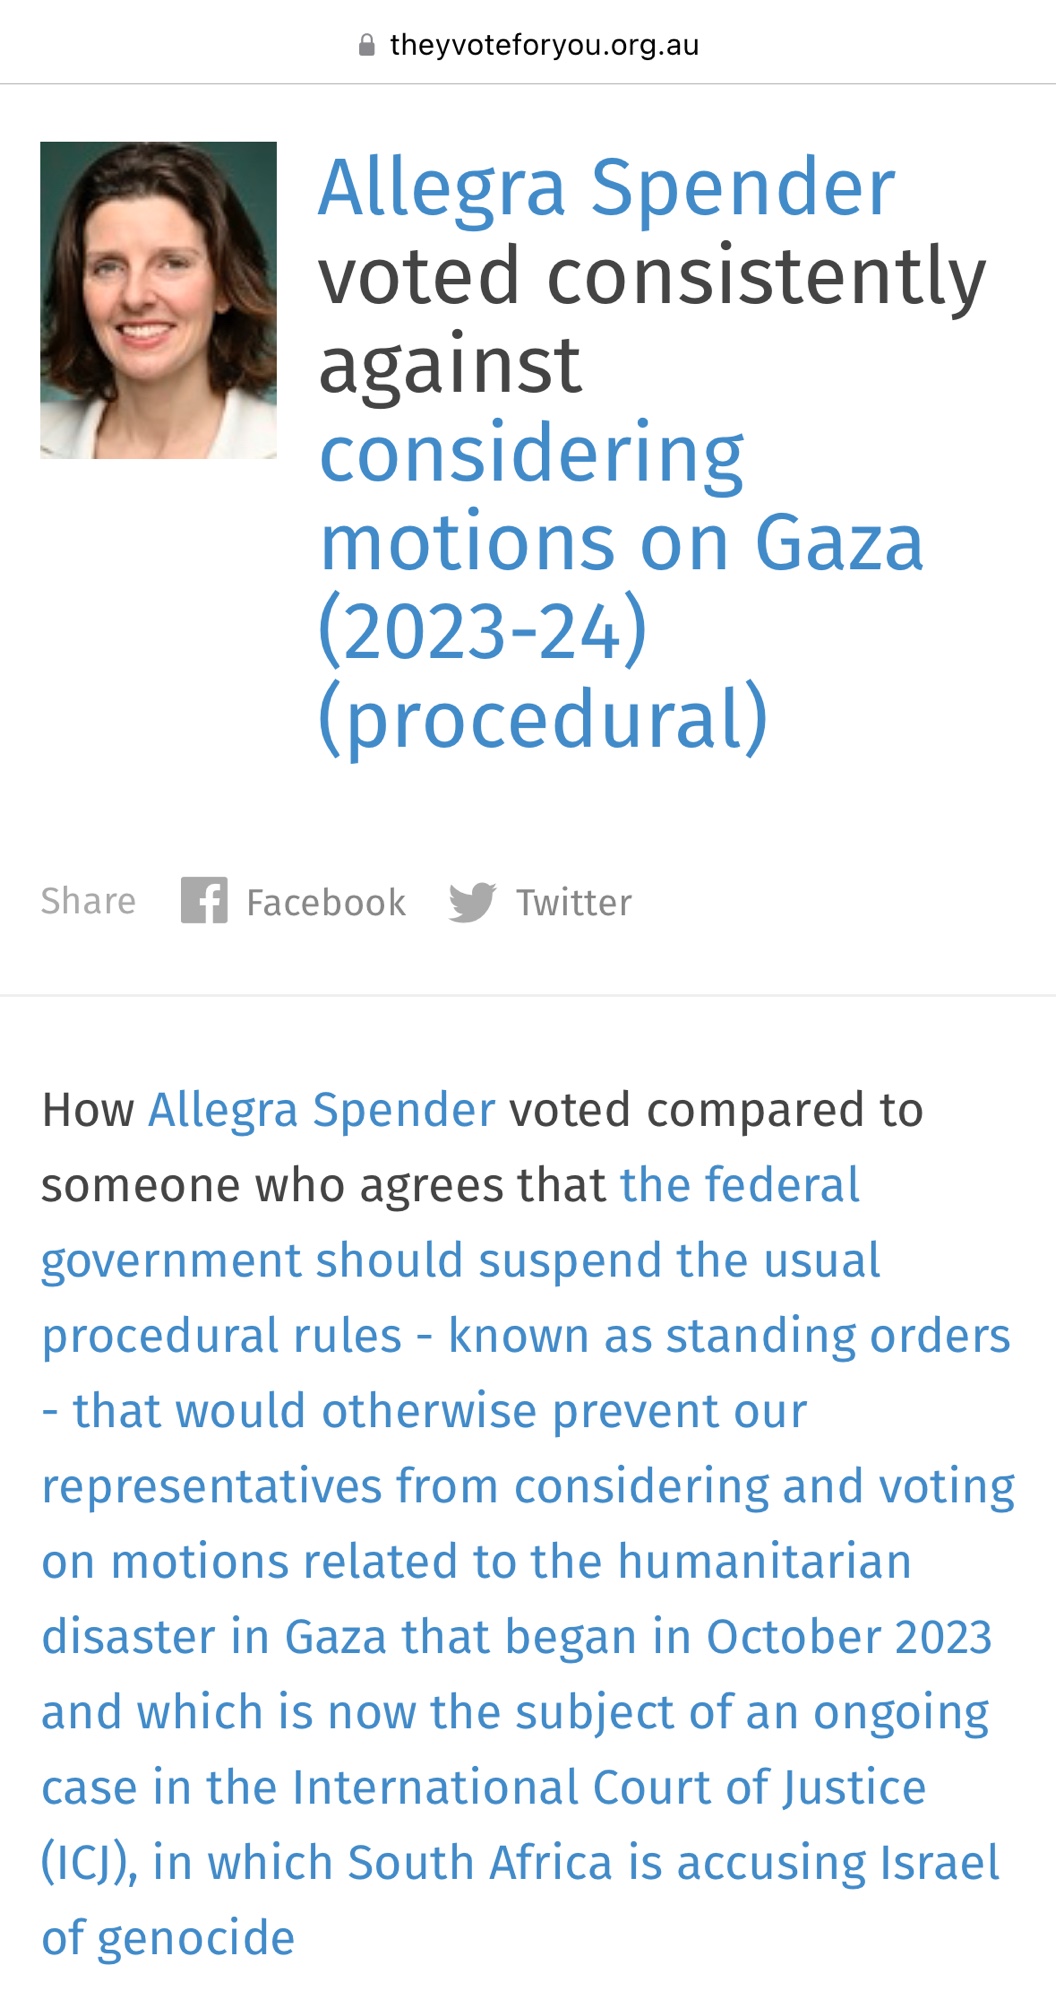 theyvoteforyou.org.au
Allegra Spender
voted consistently
against
considering
motions on Gaza
(2023-24)
(procedural)
Share Facebook Twitter
How Allegra Spender voted compared to
someone who agrees that the federal
government should suspend the usual
procedural rules - known as standing orders
- that would otherwise prevent our
representatives from considering and voting
on motions related to the humanitarian
disaster in Gaza that began in October 2023
and which is now the subject of an ongoing
case in the International Court of Justice
(ICJ), in which South Africa is accusing Israel
of genocide